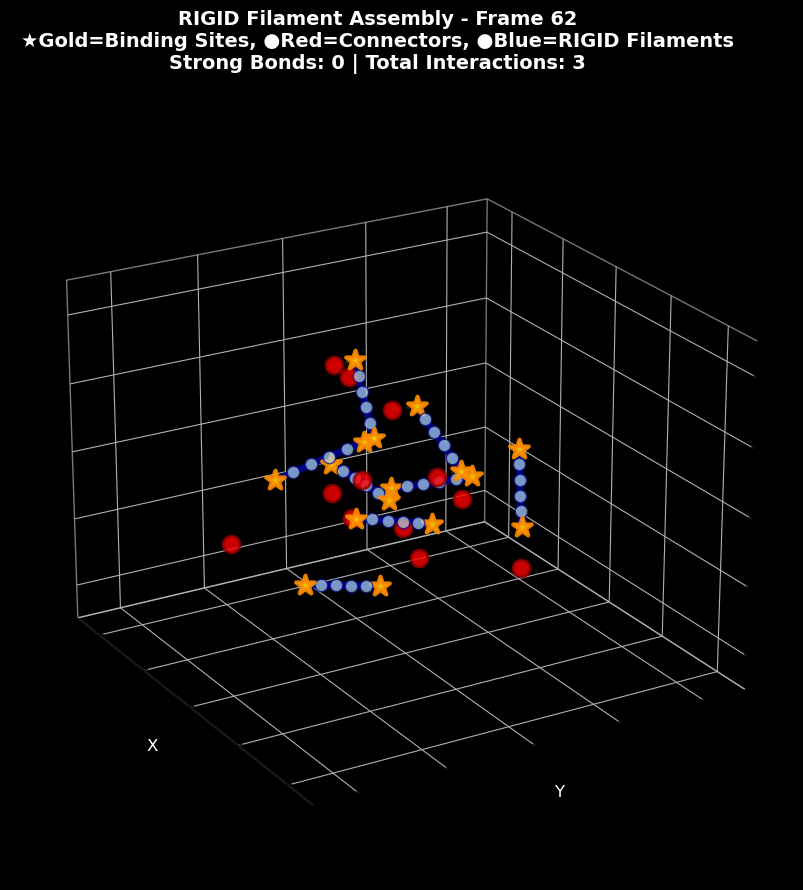 RIGID Filament Assembly - Frame 62
★Gold=Binding Sites, ●Red=Connectors, ●Blue=RIGID Filaments
Strong Bonds: 0 | Total Interactions: 3
X
Y